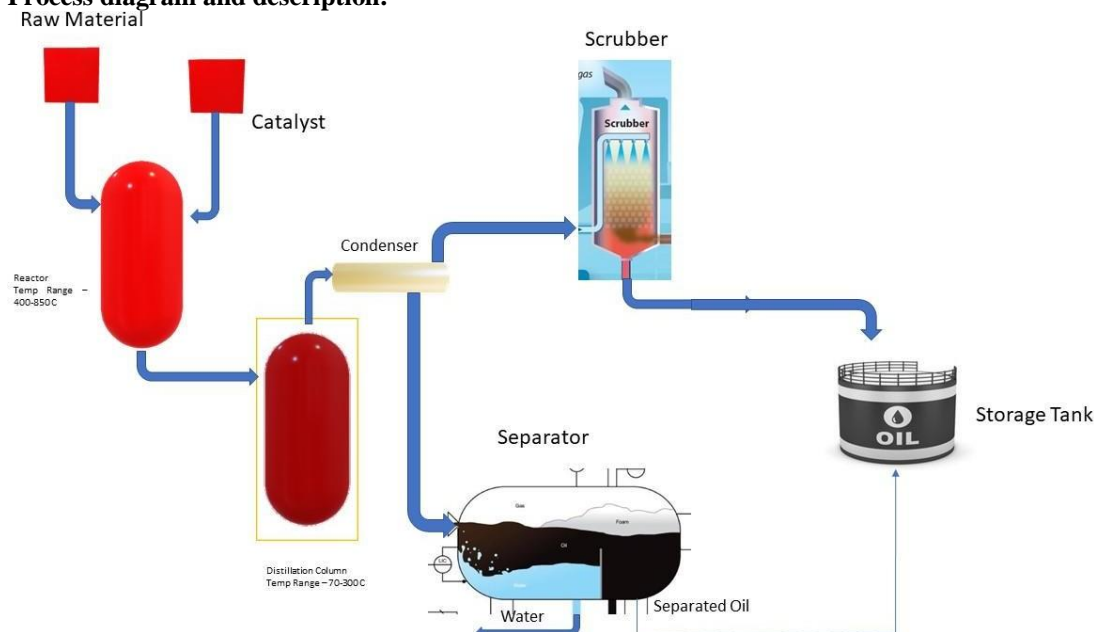 Process diagram and description:
Raw Material
Scrubber
gas
Scrubber
Catalyst
Condenser
Reactor
Temp Range –
400-850C
OIL
Storage Tank
Separator
Gas
Foam
Oil
LIC
Water
Distillation Column
Temp Range – 70-300C
Water
Separated Oil